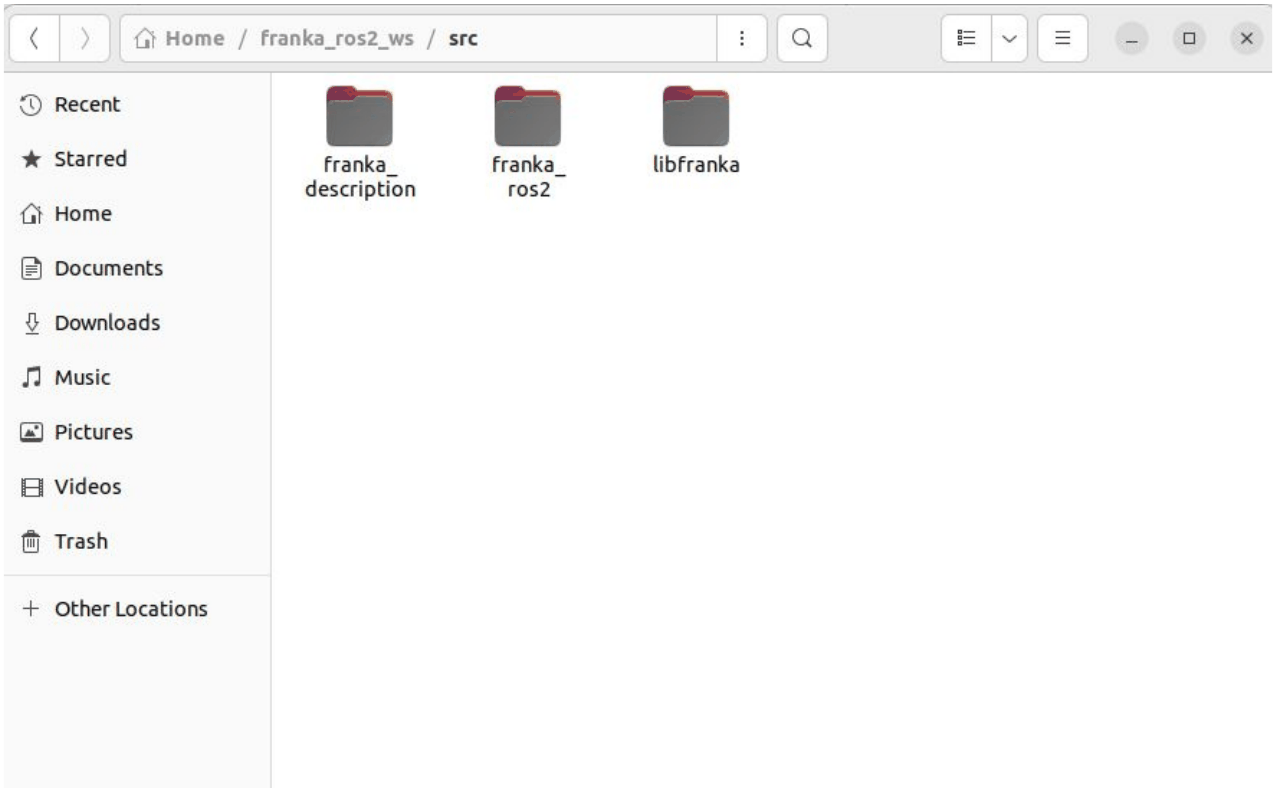 Home / franka_ros2_ws / src
Recent
Starred
Home
Documents
Downloads
Music
Pictures
Videos
Trash
Other Locations
franka_
description
franka_
ros2
libfranka